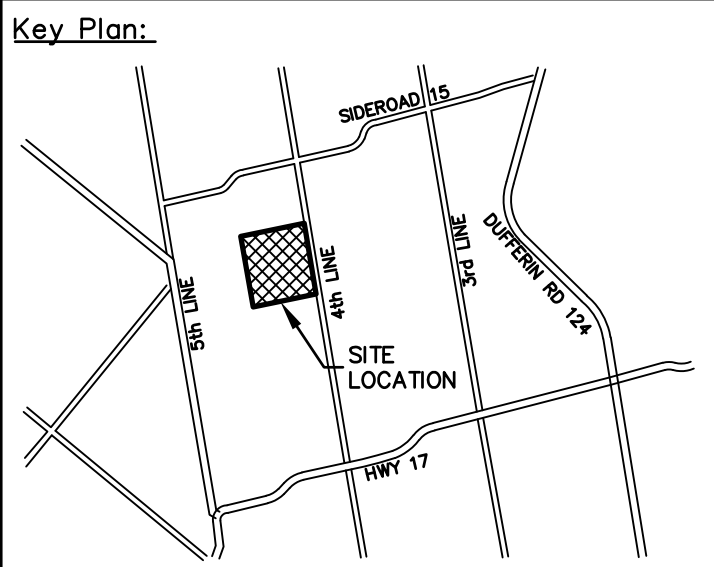 Key Plan:
SIDEROAD 15
DUFFERIN RD 124
3rd LINE
4th LINE
5th LINE
SITE
LOCATION
HWY 17